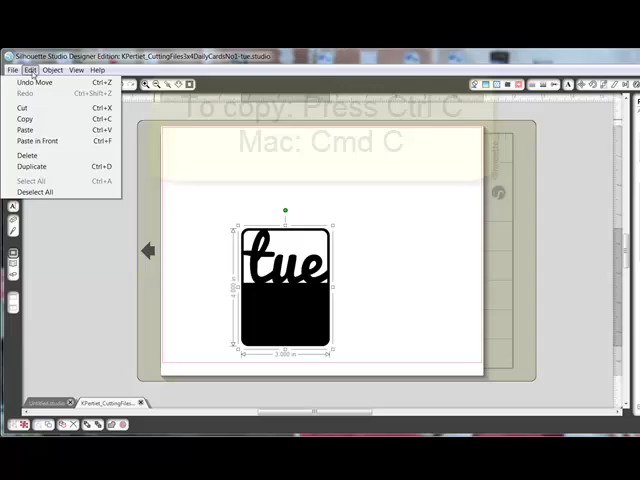 Silhouette Studio Designer Edition: KPertiet_CuttingFiles3x4DailyCardsNo1-tue.studio
File Edit Object View Help
Undo Move Ctrl+Z
Redo Ctrl+Shift+Z
Cut Ctrl+X
Copy Ctrl+C
Paste Ctrl+V
Paste in Front Ctrl+F
Delete
Duplicate Ctrl+D
Select All Ctrl+A
Deselect All
To copy: Press Ctrl C
Mac: Cmd C
silhouette
tue
3.000 in
Untitled.studio
KPertiet_CuttingFiles...